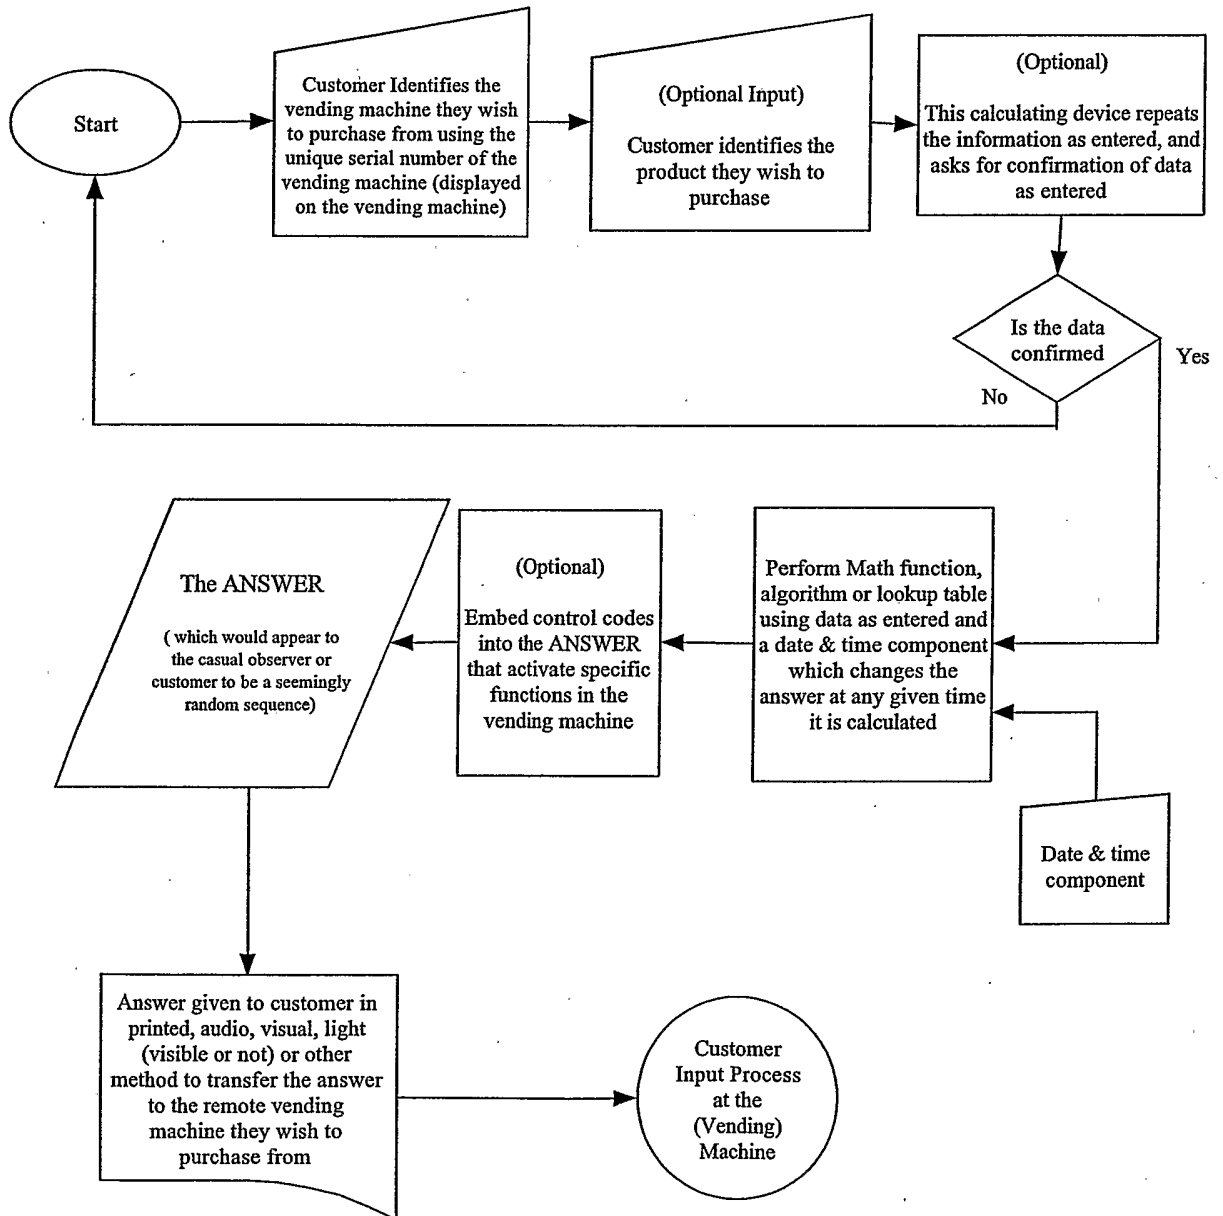 Start
Customer Identifies the
vending machine they wish
to purchase from using the
unique serial number of the
vending machine (displayed
on the vending machine)
(Optional Input)
Customer identifies the
product they wish to
purchase
(Optional)
This calculating device repeats
the information as entered, and
asks for confirmation of data
as entered
Is the data
confirmed
Yes
No
Perform Math function,
algorithm or lookup table
using data as entered and
a date & time component
which changes the
answer at any given time
it is calculated
Date & time
component
(Optional)
Embed control codes
into the ANSWER
that activate specific
functions in the
vending machine
The ANSWER
( which would appear to
the casual observer or
customer to be a seemingly
random sequence)
Answer given to customer in
printed, audio, visual, light
(visible or not) or other
method to transfer the answer
to the remote vending
machine they wish to
purchase from
Customer
Input Process
at the
(Vending)
Machine